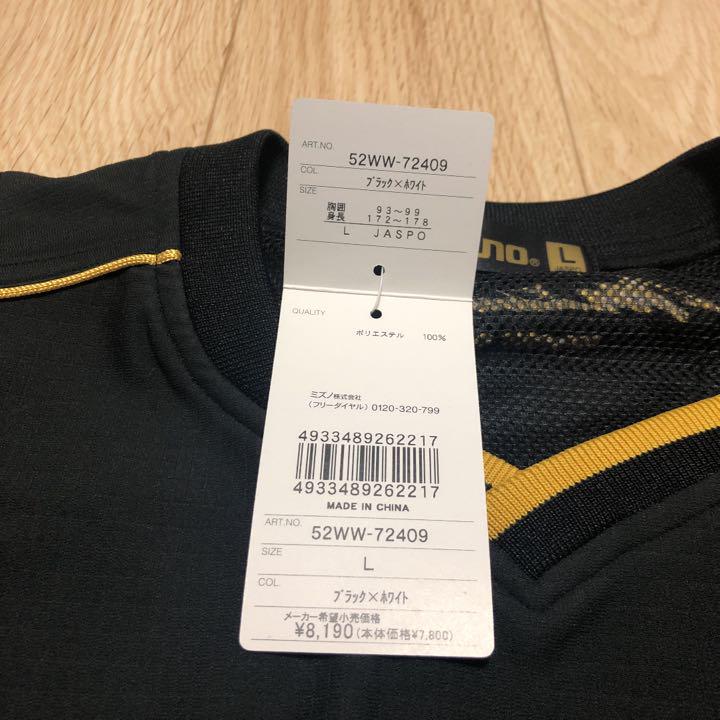 ART.NO.
52WW-72409
COL.
ブラック×ホワイト
SIZE
胸囲 93~99
身長 172~178
L JASPO
uno® L
QUALITY
ポリエステル 100%
ミズノ株式会社
(フリーダイヤル) 0120-320-799
4933489262217
4933489262217
MADE IN CHINA
ART.NO.
52WW-72409
SIZE
L
COL.
ブラック×ホワイト
メーカー希望小売価格
¥8,190(本体価格¥7,800)